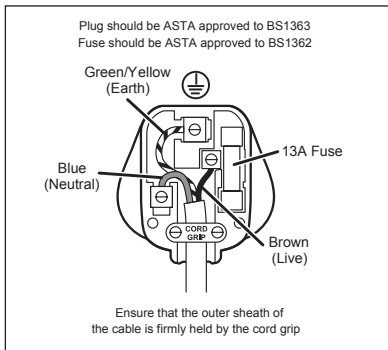 Plug should be ASTA approved to BS1363
Fuse should be ASTA approved to BS1362
Green/Yellow
(Earth)
13A Fuse
Blue
(Neutral)
CORD
GRIP
Brown
(Live)
Ensure that the outer sheath of
the cable is firmly held by the cord grip